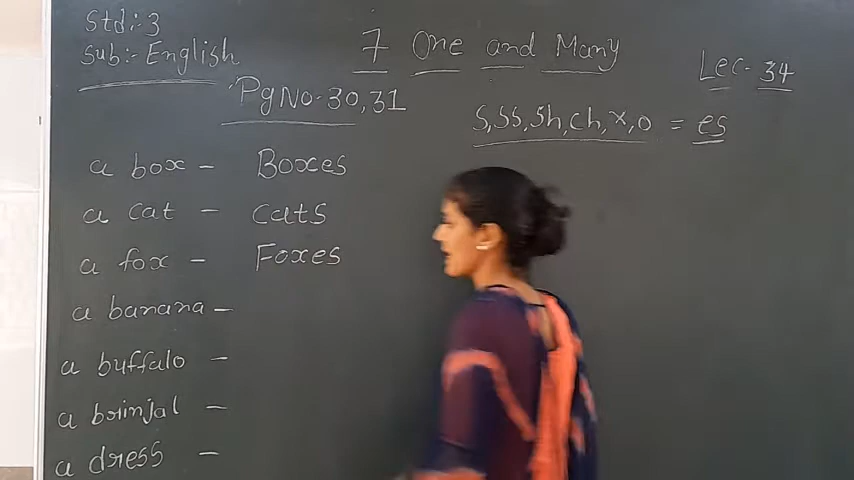 Std:- 3
Sub:- English
7 One and Many
Lec- 34
PgNo-30,31
s,ss,sh,ch,x,o = es
a box - Boxes
a cat - cats
a fox - Foxes
a banana -
a buffalo -
a brinjal -
a dress -